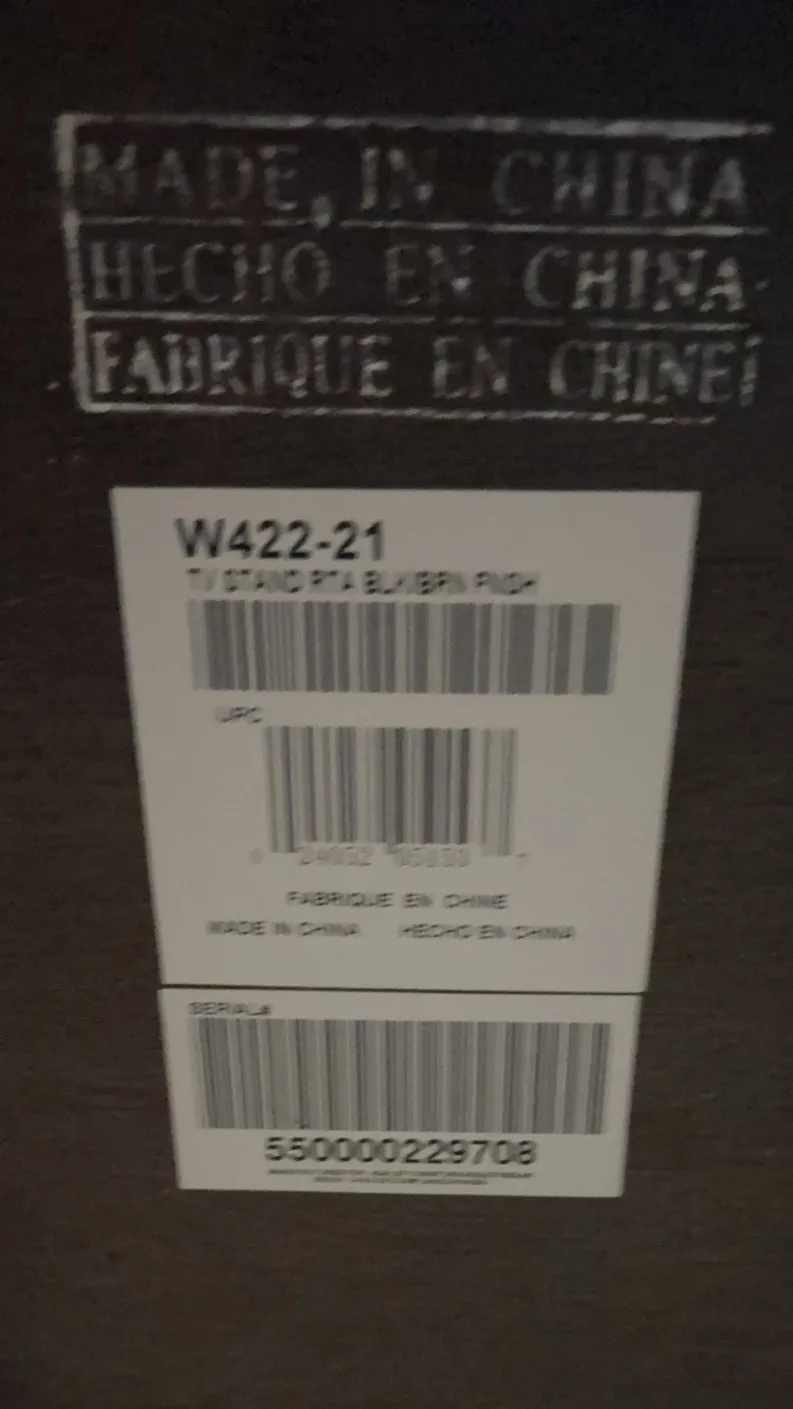 MADE IN CHINA
HECHO EN CHINA
FABRIQUE EN CHINE
W422-21
TV STAND RTA BLK/BRN FNSH
UPC
FABRIQUE EN CHINE
MADE IN CHINA HECHO EN CHINA
SERIAL#
550000229708